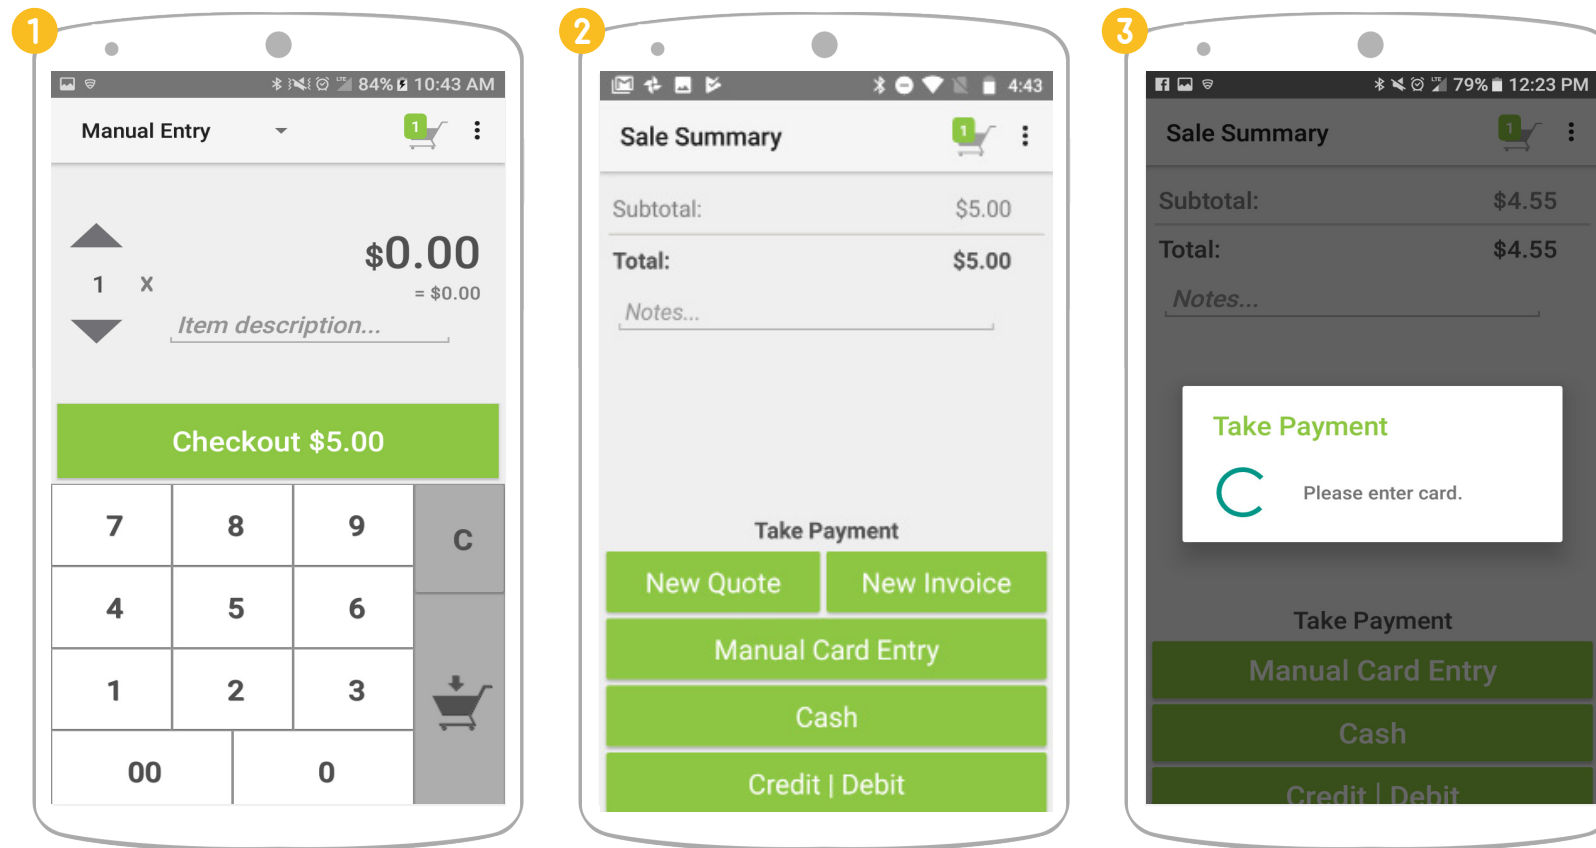 1
LTE 84% 10:43 AM
Manual Entry
1
$0.00
1 x
= $0.00
Item description...
Checkout $5.00
7 8 9 C
4 5 6
1 2 3
00 0
2
4:43
Sale Summary
1
Subtotal: $5.00
Total: $5.00
Notes...
Take Payment
New Quote New Invoice
Manual Card Entry
Cash
Credit | Debit
3
LTE 79% 12:23 PM
Sale Summary
1
Subtotal: $4.55
Total: $4.55
Notes...
Take Payment
Please enter card.
Take Payment
Manual Card Entry
Cash
Credit | Debit